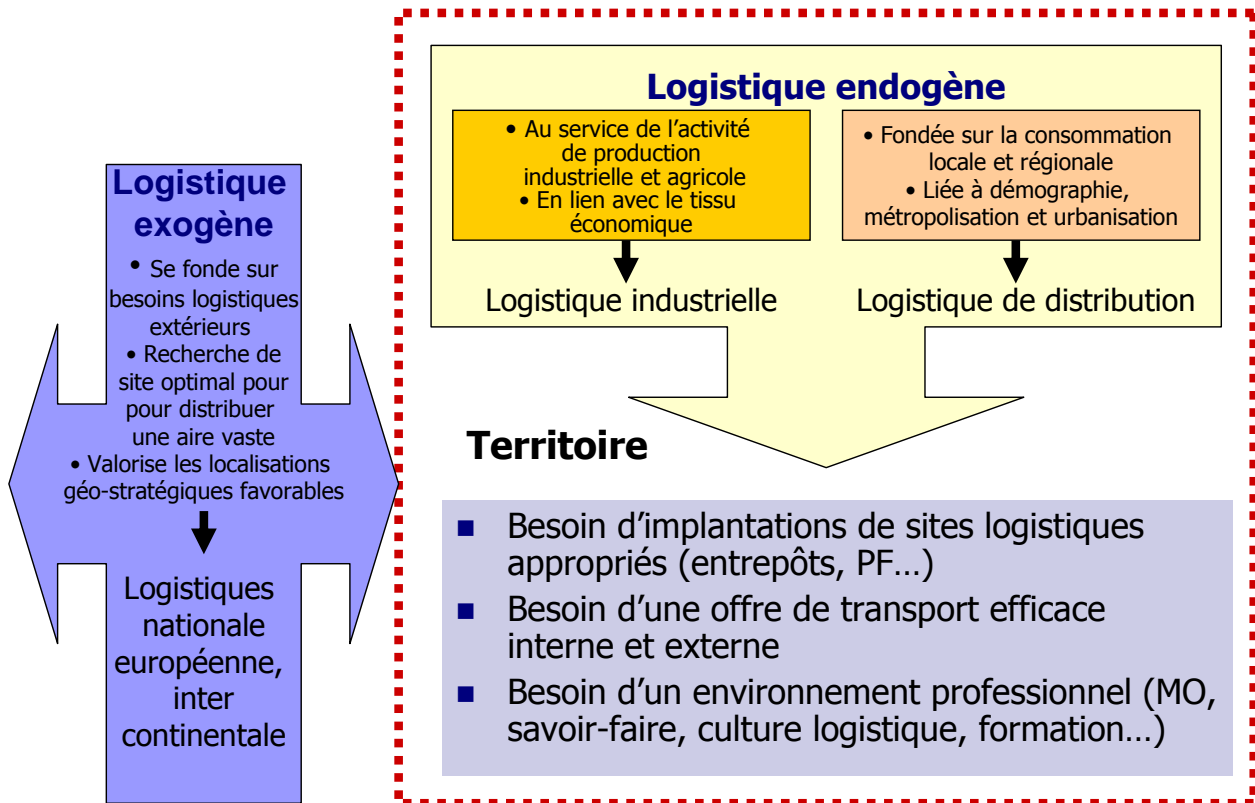 Logistique
exogène
• Se fonde sur
besoins logistiques
extérieurs
• Recherche de
site optimal pour
pour distribuer
une aire vaste
• Valorise les localisations
géo-stratégiques favorables
Logistiques
nationale
européenne,
inter
continentale
Logistique endogène
• Au service de l’activité
de production
industrielle et agricole
• En lien avec le tissu
économique
Logistique industrielle
• Fondée sur la consommation
locale et régionale
• Liée à démographie,
métropolisation et urbanisation
Logistique de distribution
Territoire
■ Besoin d’implantations de sites logistiques
appropriés (entrepôts, PF…)
■ Besoin d’une offre de transport efficace
interne et externe
■ Besoin d’un environnement professionnel (MO,
savoir-faire, culture logistique, formation…)